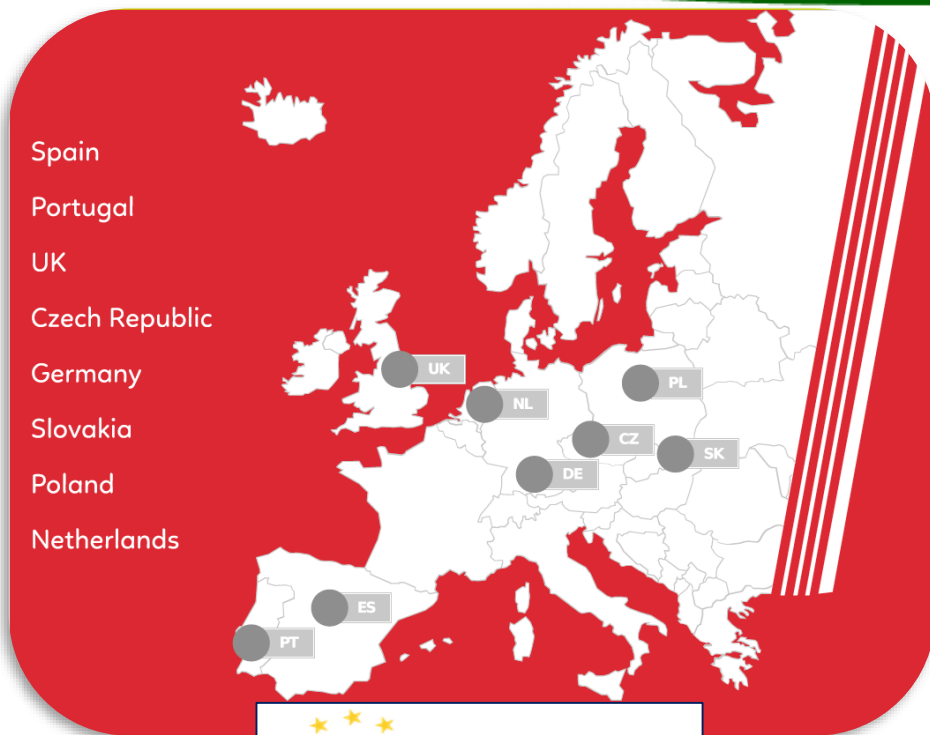 Spain
Portugal
UK
Czech Republic
Germany
Slovakia
Poland
Netherlands
UK
NL
PL
CZ
SK
DE
ES
PT